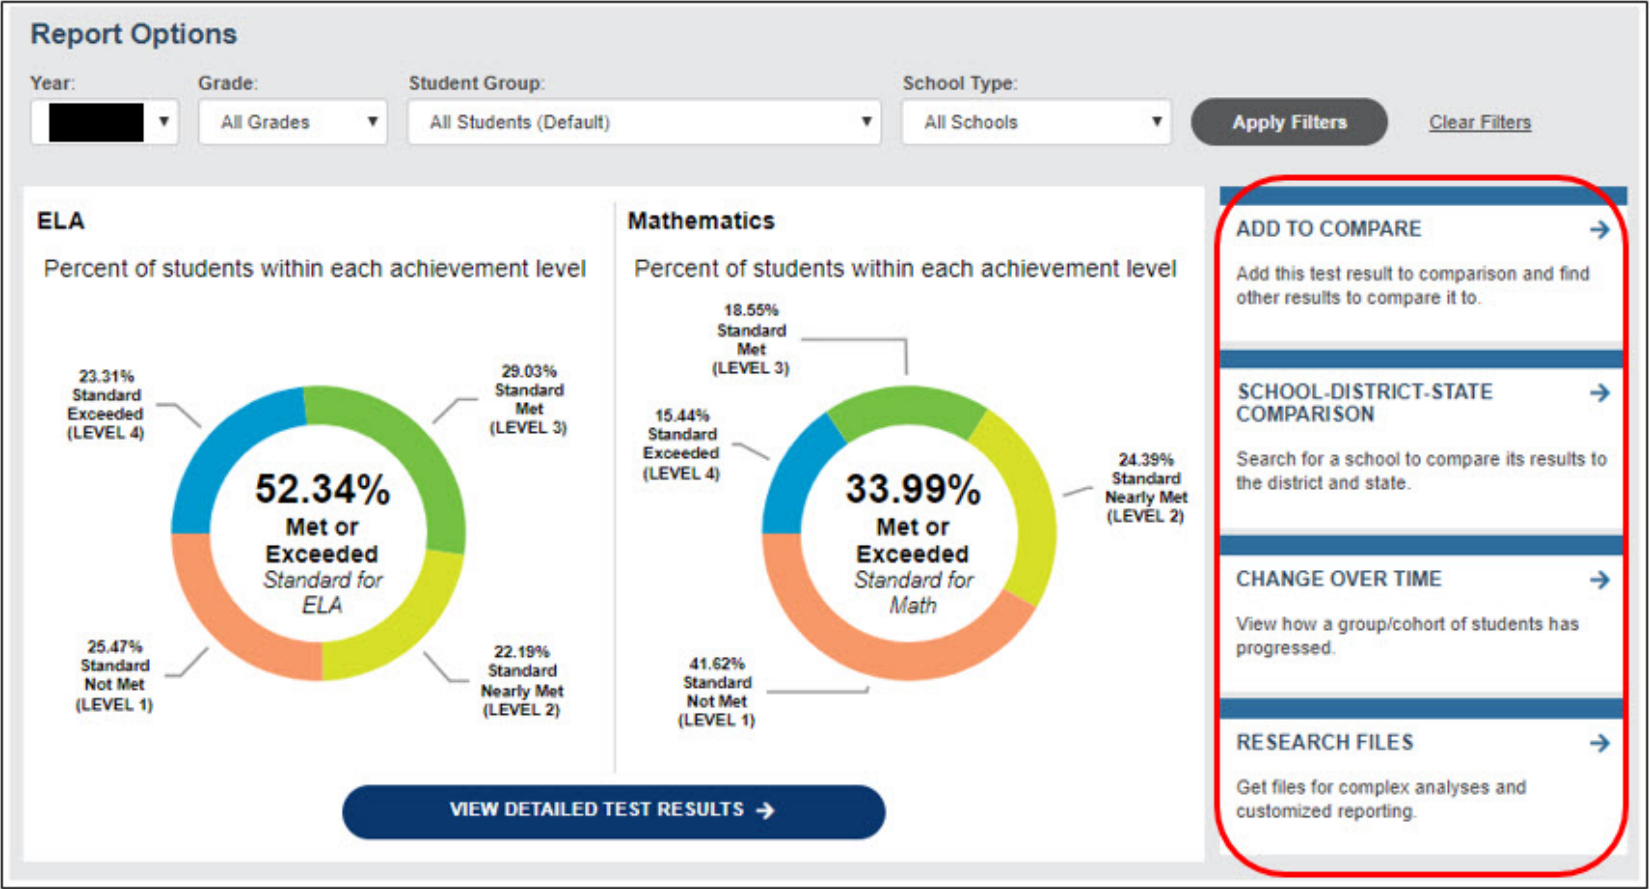 Report Options
Year:
Grade:
Student Group:
School Type:
All Grades
All Students (Default)
All Schools
Apply Filters
Clear Filters
ELA
Percent of students within each achievement level
23.31%
Standard
Exceeded
(LEVEL 4)
29.03%
Standard
Met
(LEVEL 3)
52.34%
Met or
Exceeded
Standard for
ELA
25.47%
Standard
Not Met
(LEVEL 1)
22.19%
Standard
Nearly Met
(LEVEL 2)
Mathematics
Percent of students within each achievement level
18.55%
Standard
Met
(LEVEL 3)
15.44%
Standard
Exceeded
(LEVEL 4)
24.39%
Standard
Nearly Met
(LEVEL 2)
33.99%
Met or
Exceeded
Standard for
Math
41.62%
Standard
Not Met
(LEVEL 1)
VIEW DETAILED TEST RESULTS →
ADD TO COMPARE →
Add this test result to comparison and find
other results to compare it to.
SCHOOL-DISTRICT-STATE →
COMPARISON
Search for a school to compare its results to
the district and state.
CHANGE OVER TIME →
View how a group/cohort of students has
progressed.
RESEARCH FILES →
Get files for complex analyses and
customized reporting.